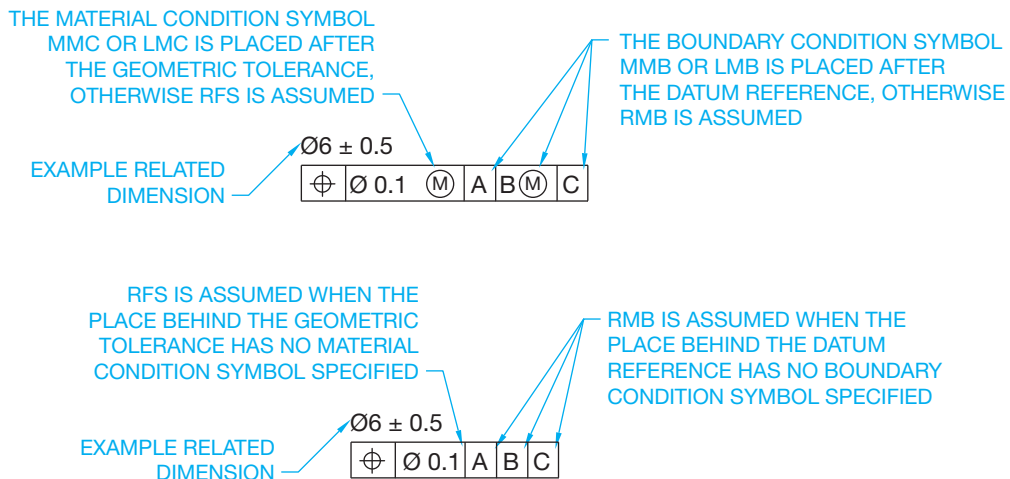 THE MATERIAL CONDITION SYMBOL
MMC OR LMC IS PLACED AFTER
THE GEOMETRIC TOLERANCE,
OTHERWISE RFS IS ASSUMED
THE BOUNDARY CONDITION SYMBOL
MMB OR LMB IS PLACED AFTER
THE DATUM REFERENCE, OTHERWISE
RMB IS ASSUMED
EXAMPLE RELATED
DIMENSION
Ø6 ± 0.5
⌖ Ø 0.1 Ⓜ A B Ⓜ C
RFS IS ASSUMED WHEN THE
PLACE BEHIND THE GEOMETRIC
TOLERANCE HAS NO MATERIAL
CONDITION SYMBOL SPECIFIED
RMB IS ASSUMED WHEN THE
PLACE BEHIND THE DATUM
REFERENCE HAS NO BOUNDARY
CONDITION SYMBOL SPECIFIED
EXAMPLE RELATED
DIMENSION
Ø6 ± 0.5
⌖ Ø 0.1 A B C